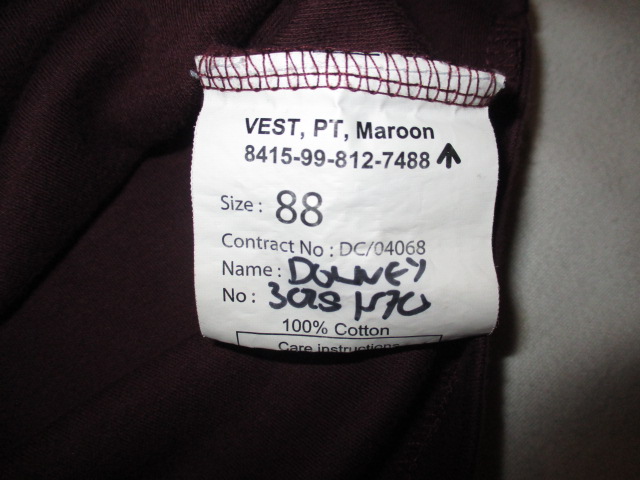 VEST, PT, Maroon
8415-99-812-7488
Size: 88
Contract No : DC/04068
Name: DOWNEY
No:
100% Cotton
Care instructions